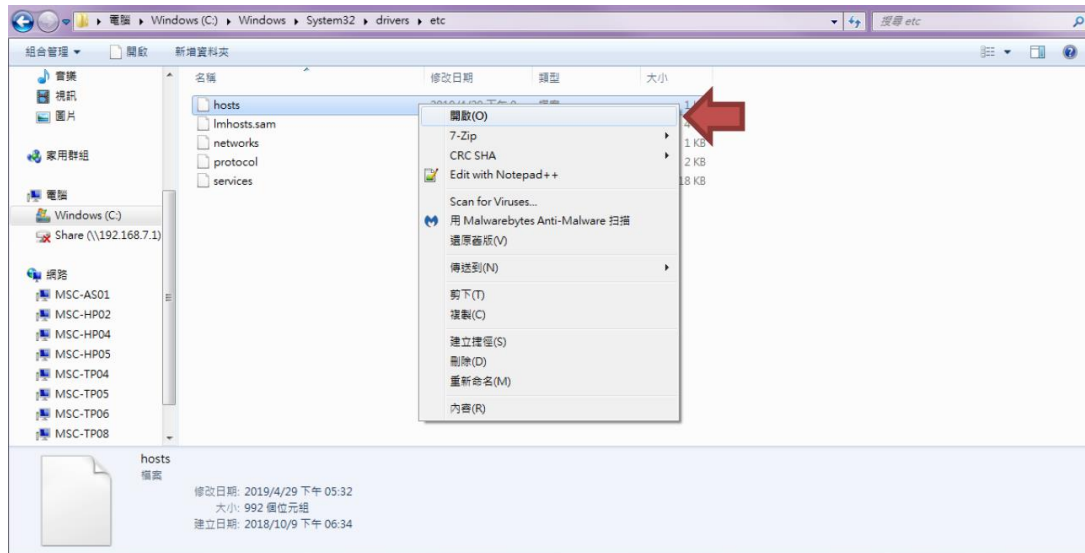 電腦 ▸ Windows (C:) ▸ Windows ▸ System32 ▸ drivers ▸ etc
搜尋 etc
組合管理 開啟 新增資料夾
名稱 修改日期 類型 大小
音樂
視訊
圖片
家用群組
電腦
Windows (C:)
Share (\\192.168.7.1)
網路
MSC-AS01
MSC-HP02
MSC-HP04
MSC-HP05
MSC-TP04
MSC-TP05
MSC-TP06
MSC-TP08
hosts
lmhosts.sam
networks 1 KB
protocol 2 KB
services 18 KB
開啟(O)
7-Zip
CRC SHA
Edit with Notepad++
Scan for Viruses...
用 Malwarebytes Anti-Malware 扫描
還原舊版(V)
傳送到(N)
剪下(T)
複製(C)
建立捷徑(S)
刪除(D)
重新命名(M)
內容(R)
hosts
檔案
修改日期: 2019/4/29 下午 05:32
大小: 992 個位元組
建立日期: 2018/10/9 下午 06:34